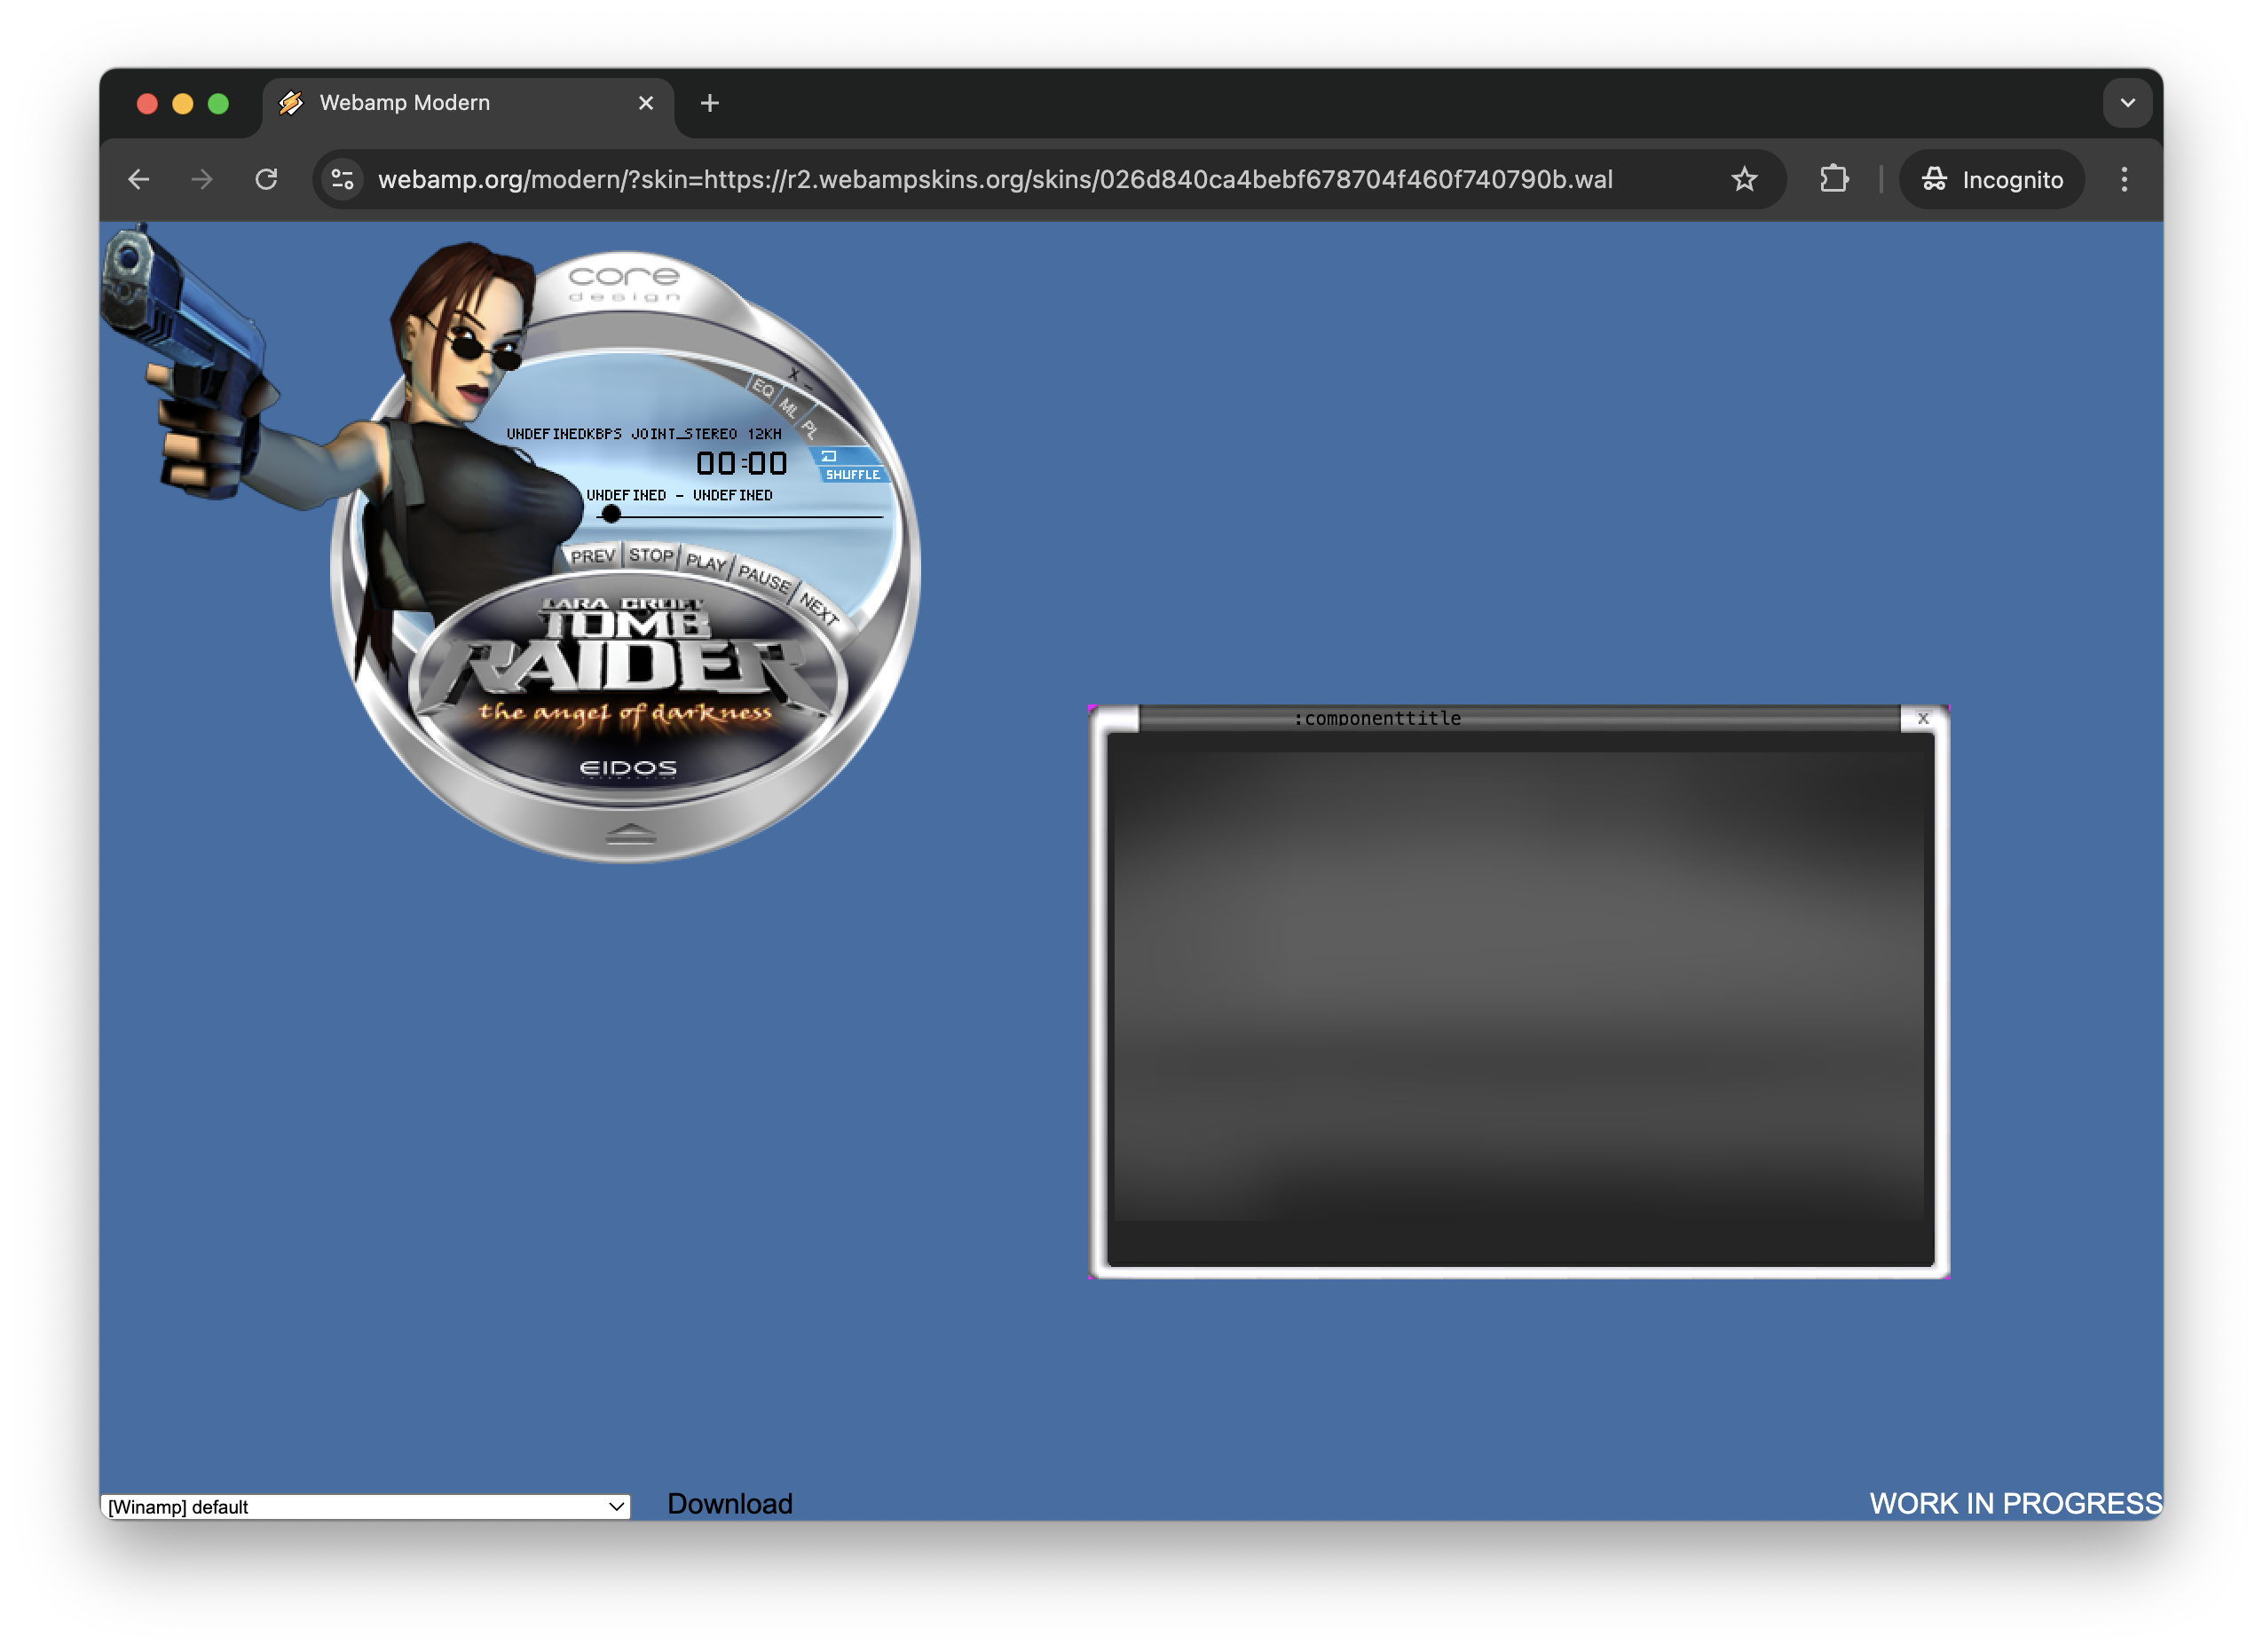 Webamp Modern
webamp.org/modern/?skin=https://r2.webampskins.org/skins/026d840ca4bebf678704f460f740790b.wal
Incognito
core
design
X –
EQ
ML
PL
UNDEFINEDKBPS JOINT_STEREO 12KH
00:00
SHUFFLE
UNDEFINED - UNDEFINED
PREV STOP PLAY PAUSE NEXT
LARA CROFT
TOMB
RAIDER
the angel of darkness
EIDOS
:componenttitle
X
[Winamp] default
Download
WORK IN PROGRESS